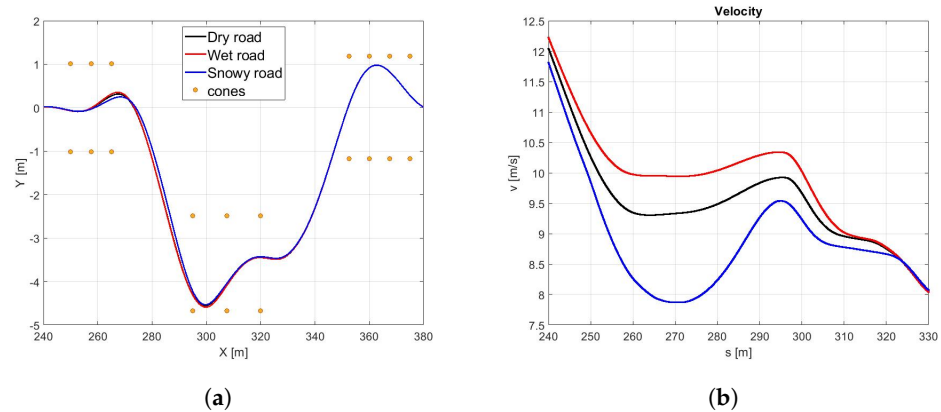 Velocity
2
1
0
-1
-2
-3
-4
-5
Y [m]
240 260 280 300 320 340 360 380
X [m]
Dry road
Wet road
Snowy road
cones
12.5
12
11.5
11
10.5
10
9.5
9
8.5
8
7.5
v [m/s]
240 250 260 270 280 290 300 310 320 330
s [m]
(a)
(b)